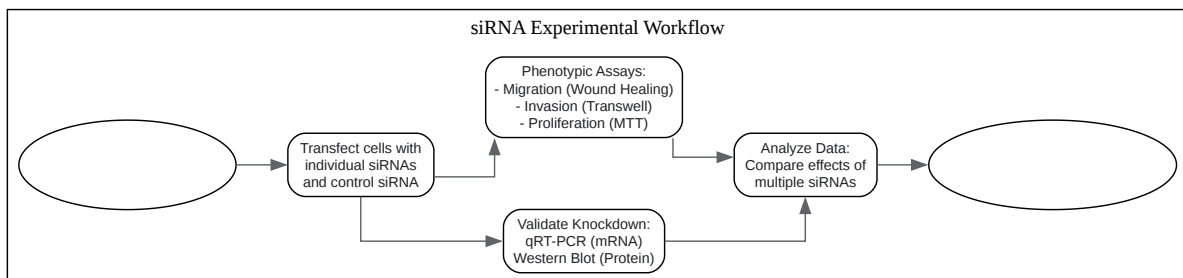 siRNA Experimental Workflow
Transfect cells with
individual siRNAs
and control siRNA
Phenotypic Assays:
- Migration (Wound Healing)
- Invasion (Transwell)
- Proliferation (MTT)
Validate Knockdown:
qRT-PCR (mRNA)
Western Blot (Protein)
Analyze Data:
Compare effects of
multiple siRNAs